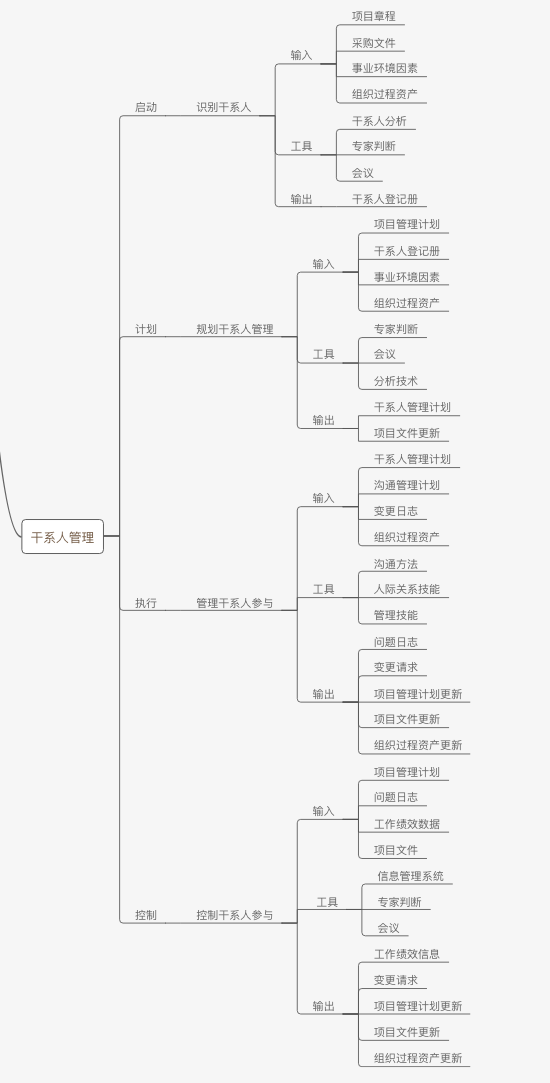 干系人管理
启动
识别干系人
输入
项目章程
采购文件
事业环境因素
组织过程资产
工具
干系人分析
专家判断
会议
输出
干系人登记册
计划
规划干系人管理
输入
项目管理计划
干系人登记册
事业环境因素
组织过程资产
工具
专家判断
会议
分析技术
输出
干系人管理计划
项目文件更新
执行
管理干系人参与
输入
干系人管理计划
沟通管理计划
变更日志
组织过程资产
工具
沟通方法
人际关系技能
管理技能
输出
问题日志
变更请求
项目管理计划更新
项目文件更新
组织过程资产更新
控制
控制干系人参与
输入
项目管理计划
问题日志
工作绩效数据
项目文件
工具
信息管理系统
专家判断
会议
输出
工作绩效信息
变更请求
项目管理计划更新
项目文件更新
组织过程资产更新